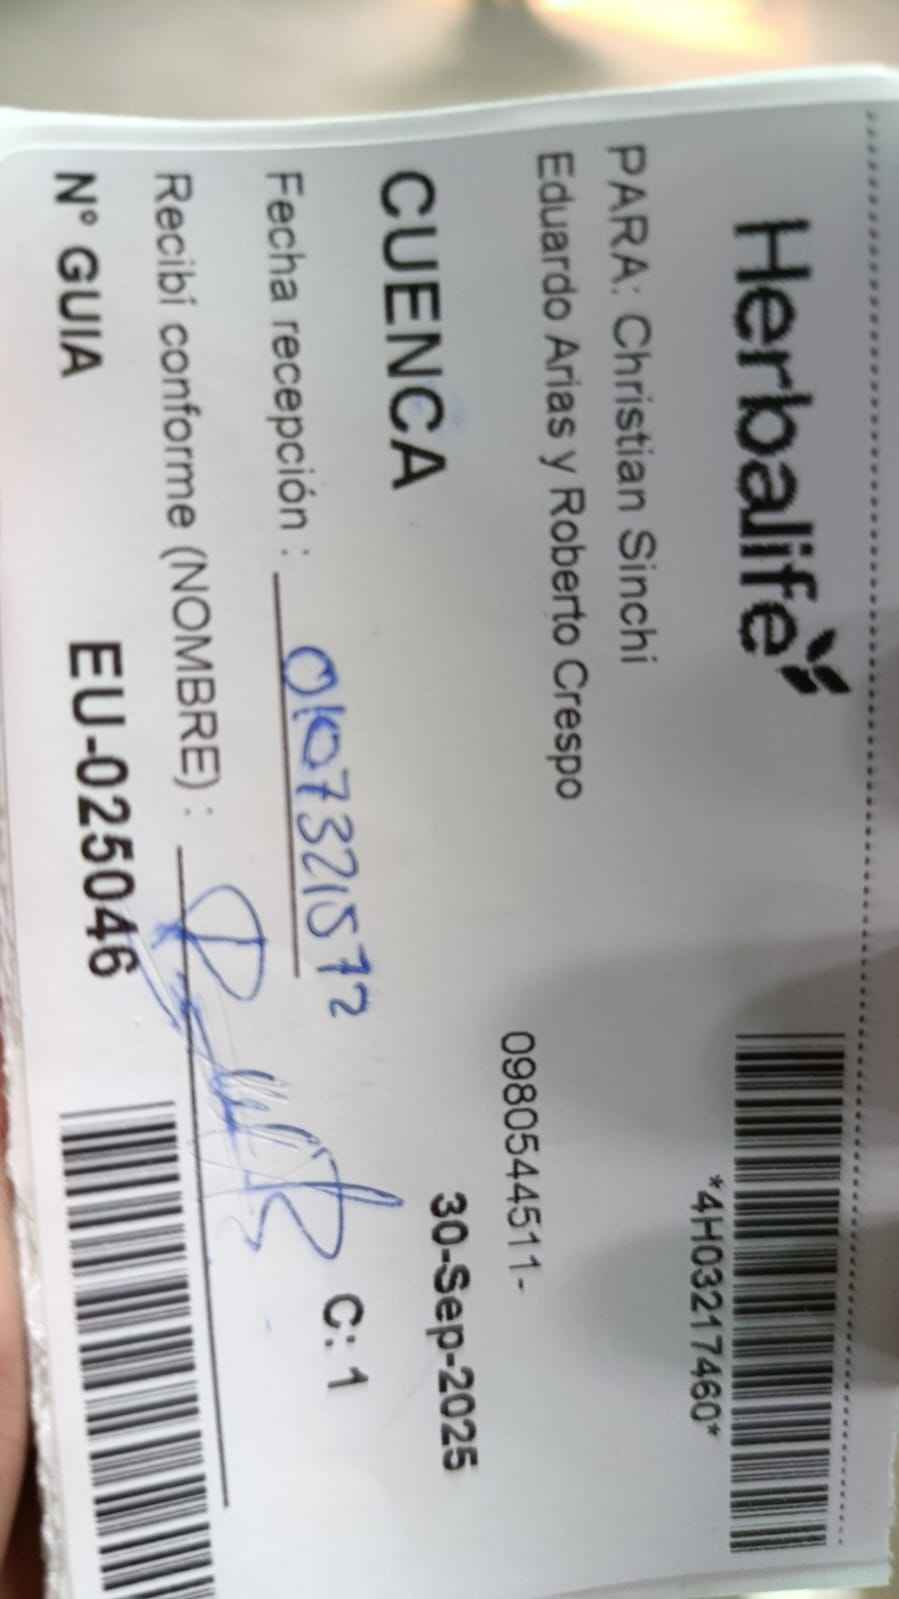 Herbalife
*4H03217460*
PARA: Christian Sinchi
Eduardo Arias y Roberto Crespo
0980544511-
CUENCA
30-Sep-2025
Fecha recepción :
C: 1
Recibí conforme (NOMBRE) :
N° GUIA
EU-025046